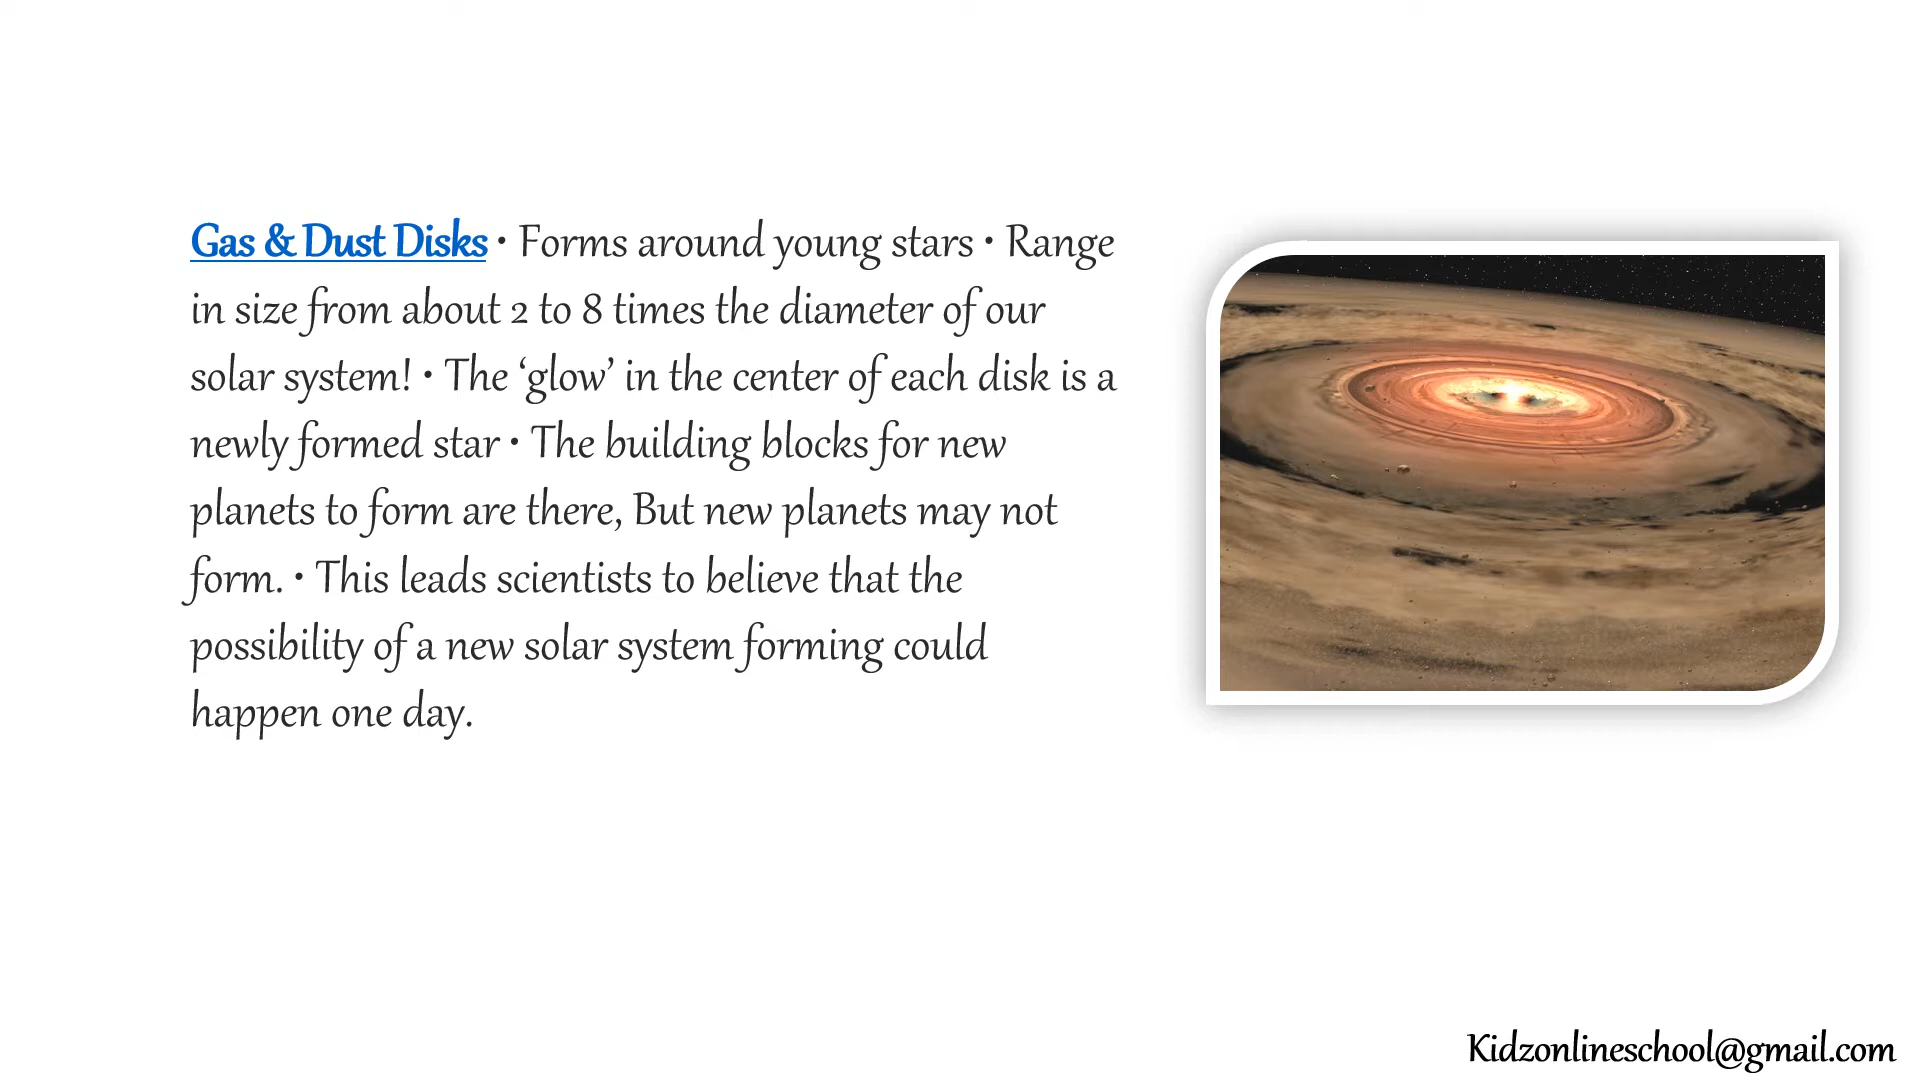 Gas & Dust Disks • Forms around young stars • Range
in size from about 2 to 8 times the diameter of our
solar system! • The ‘glow’ in the center of each disk is a
newly formed star • The building blocks for new
planets to form are there, But new planets may not
form. • This leads scientists to believe that the
possibility of a new solar system forming could
happen one day.
Kidzonlineschool@gmail.com